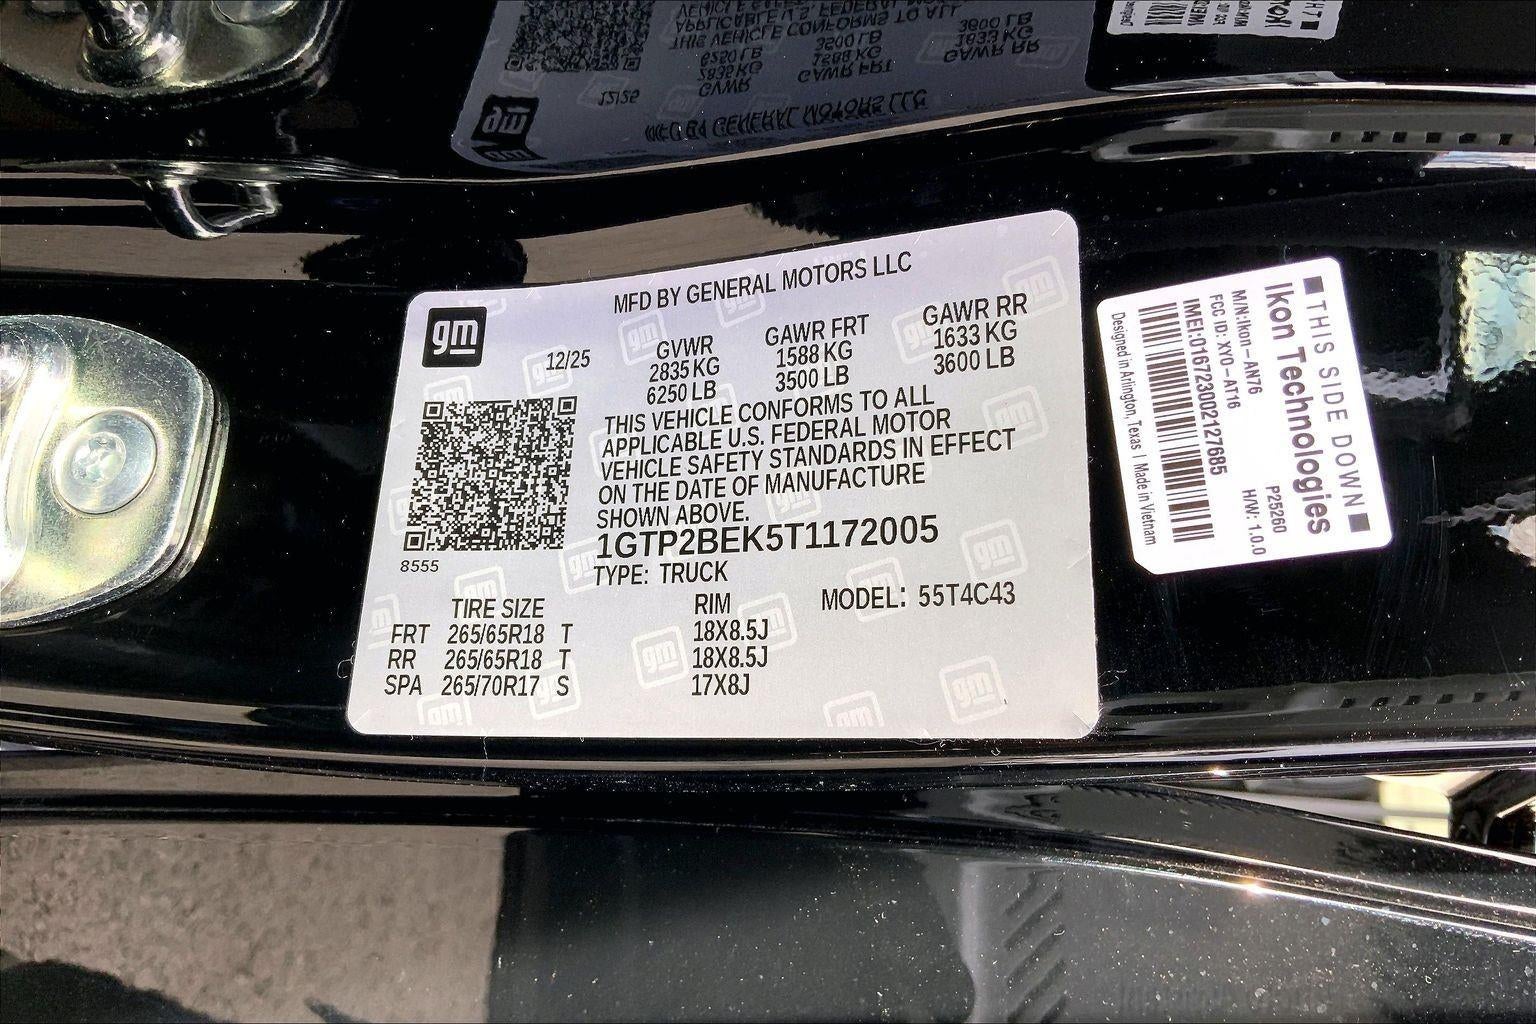 gm
MFD BY GENERAL MOTORS LLC
12/25
GVWR GAWR FRT GAWR RR
2835 KG 1588 KG 1633 KG
6250 LB 3500 LB 3600 LB
THIS VEHICLE CONFORMS TO ALL
APPLICABLE U.S. FEDERAL MOTOR
VEHICLE SAFETY STANDARDS IN EFFECT
ON THE DATE OF MANUFACTURE
SHOWN ABOVE.
1GTP2BEK5T1172005
8555
TYPE: TRUCK
TIRE SIZE RIM MODEL: 55T4C43
FRT 265/65R18 T 18X8.5J
RR 265/65R18 T 18X8.5J
SPA 265/70R17 S 17X8J
THIS SIDE DOWN
Ikon Technologies
M/N:Ikon-AN76 P25260
FCC ID: XYO-AT16 H/W: 1.0.0
IMEI:016723002127685
Designed in Arlington, Texas | Made in Vietnam